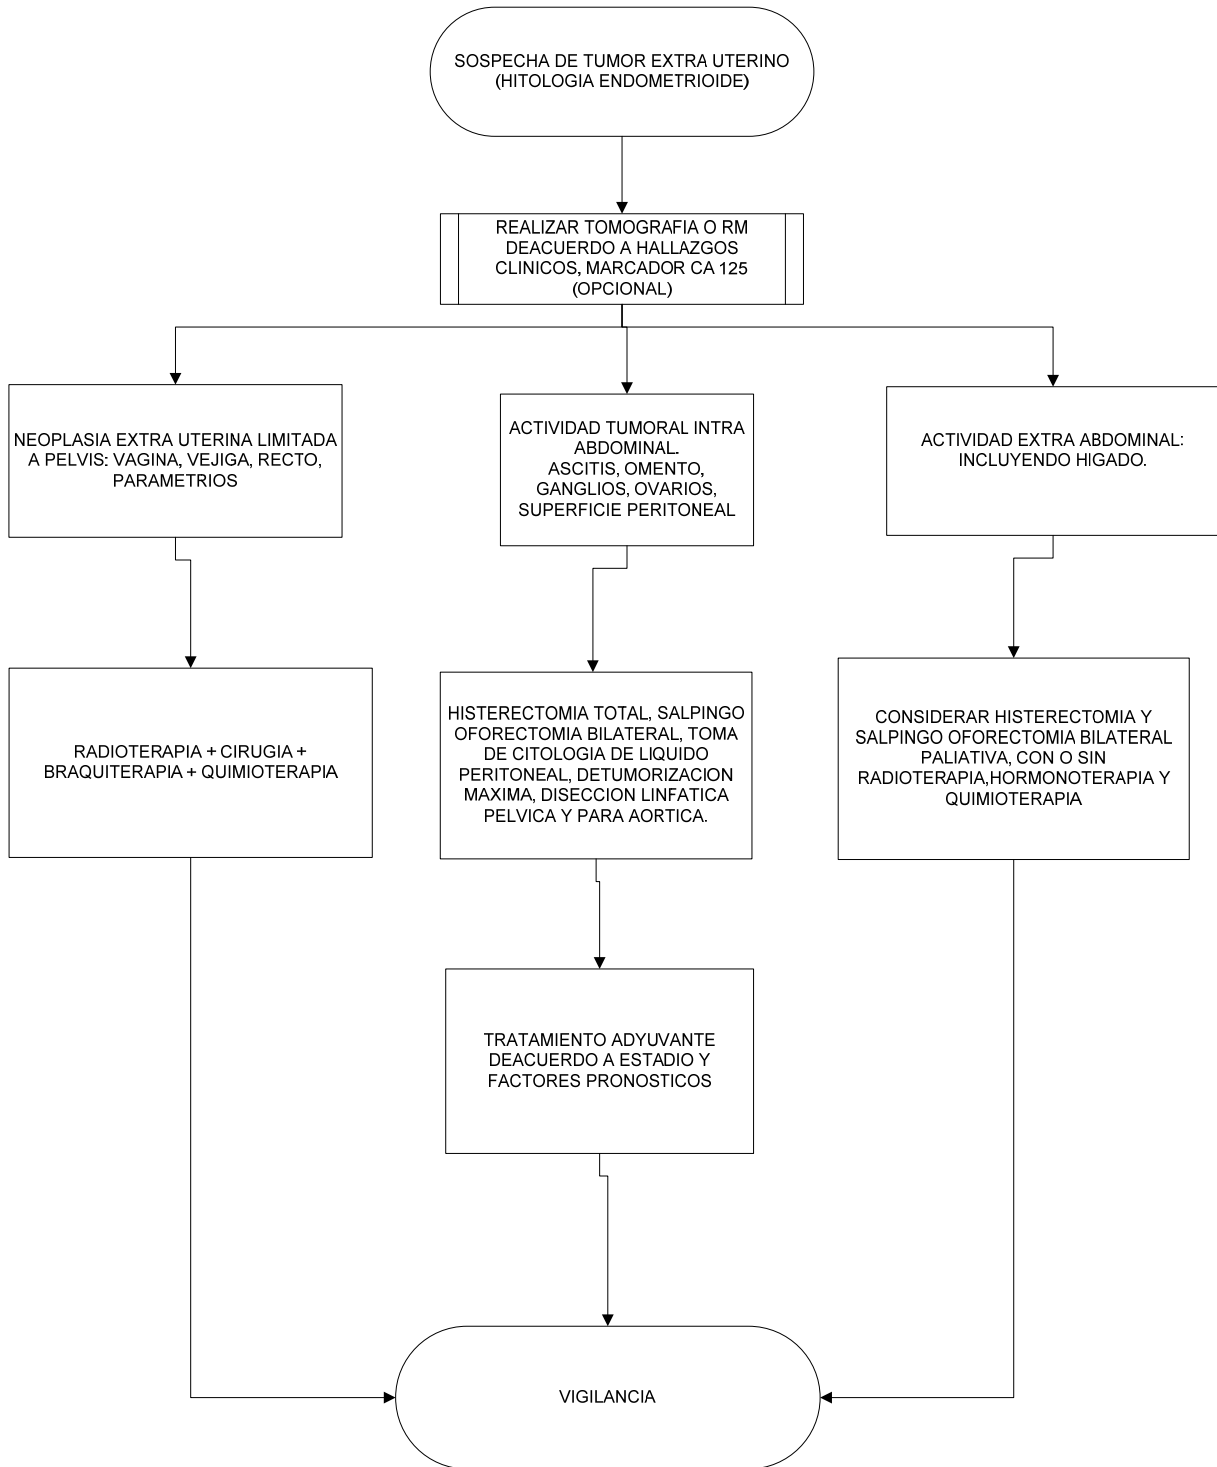 SOSPECHA DE TUMOR EXTRA UTERINO
(HITOLOGIA ENDOMETRIOIDE)
REALIZAR TOMOGRAFIA O RM
DEACUERDO A HALLAZGOS
CLINICOS, MARCADOR CA 125
(OPCIONAL)
NEOPLASIA EXTRA UTERINA LIMITADA
A PELVIS: VAGINA, VEJIGA, RECTO,
PARAMETRIOS
ACTIVIDAD TUMORAL INTRA
ABDOMINAL.
ASCITIS, OMENTO,
GANGLIOS, OVARIOS,
SUPERFICIE PERITONEAL
ACTIVIDAD EXTRA ABDOMINAL:
INCLUYENDO HIGADO.
RADIOTERAPIA + CIRUGIA +
BRAQUITERAPIA + QUIMIOTERAPIA
HISTERECTOMIA TOTAL, SALPINGO
OFORECTOMIA BILATERAL, TOMA
DE CITOLOGIA DE LIQUIDO
PERITONEAL, DETUMORIZACION
MAXIMA, DISECCION LINFATICA
PELVICA Y PARA AORTICA.
CONSIDERAR HISTERECTOMIA Y
SALPINGO OFORECTOMIA BILATERAL
PALIATIVA, CON O SIN
RADIOTERAPIA,HORMONOTERAPIA Y
QUIMIOTERAPIA
TRATAMIENTO ADYUVANTE
DEACUERDO A ESTADIO Y
FACTORES PRONOSTICOS
VIGILANCIA